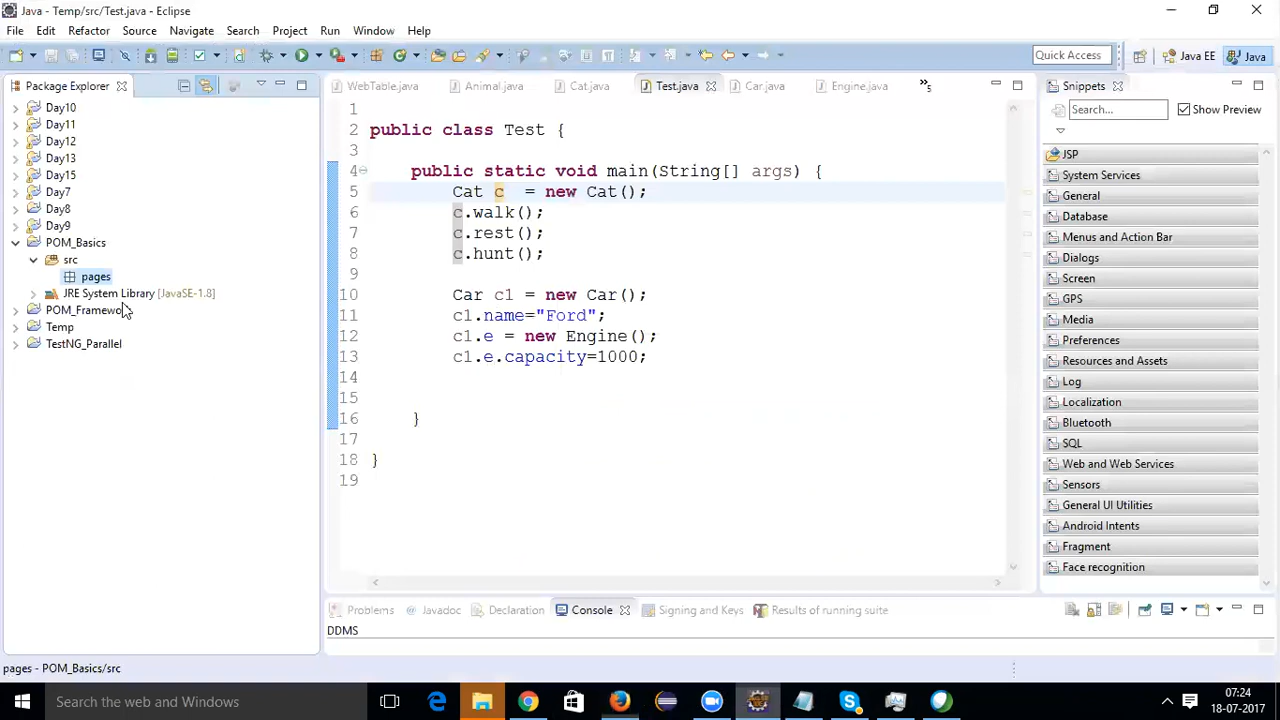 Java - Temp/src/Test.java - Eclipse
File Edit Refactor Source Navigate Search Project Run Window Help
Quick Access Java EE Java
Package Explorer
Day10
Day11
Day12
Day13
Day15
Day7
Day8
Day9
POM_Basics
src
pages
JRE System Library [JavaSE-1.8]
POM_Framewo
Temp
TestNG_Parallel
WebTable.java Animal.java Cat.java Test.java Car.java Engine.java »5
1
2 public class Test {
3
4 public static void main(String[] args) {
5 Cat c = new Cat();
6 c.walk();
7 c.rest();
8 c.hunt();
9
10 Car c1 = new Car();
11 c1.name="Ford";
12 c1.e = new Engine();
13 c1.e.capacity=1000;
14
15
16 }
17
18 }
19
Snippets
Search... Show Preview
JSP
System Services
General
Database
Menus and Action Bar
Dialogs
Screen
GPS
Media
Preferences
Resources and Assets
Log
Localization
Bluetooth
SQL
Web and Web Services
Sensors
General UI Utilities
Android Intents
Fragment
Face recognition
Problems @ Javadoc Declaration Console Signing and Keys Results of running suite
DDMS
pages - POM_Basics/src
Search the web and Windows
07:24
18-07-2017